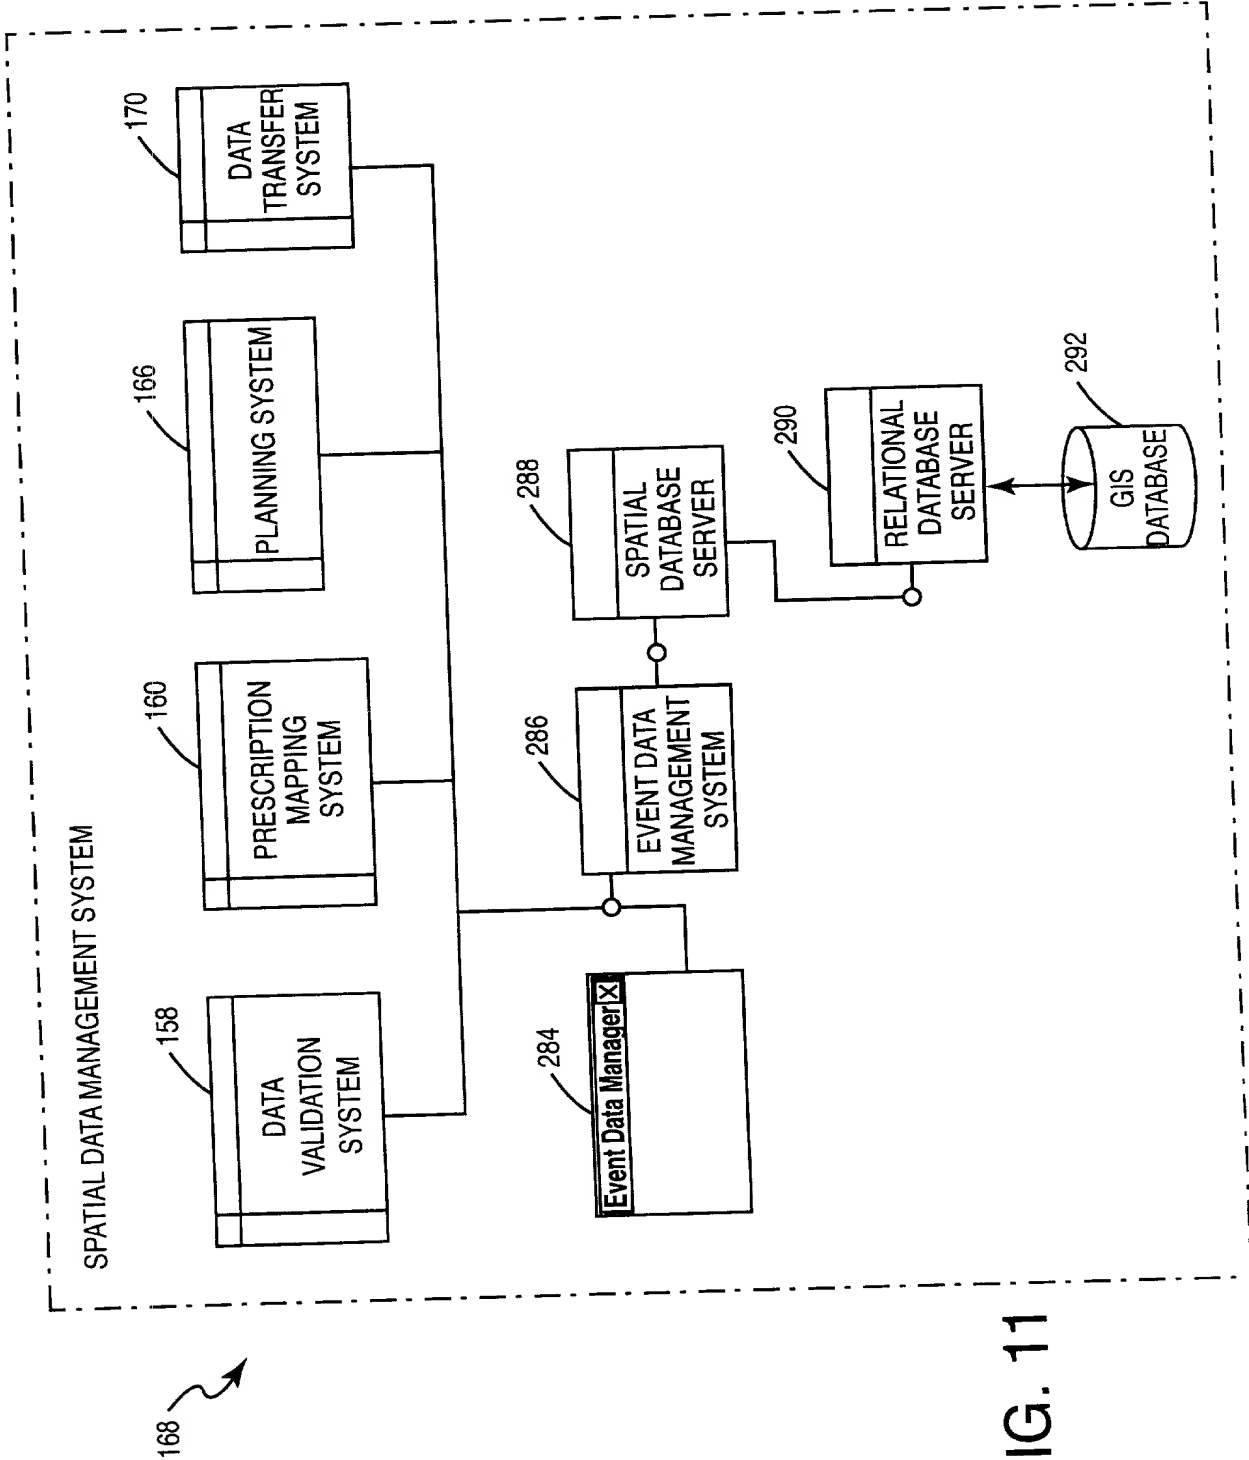 168
SPATIAL DATA MANAGEMENT SYSTEM
158
DATA
VALIDATION
SYSTEM
160
PRESCRIPTION
MAPPING
SYSTEM
166
PLANNING SYSTEM
170
DATA
TRANSFER
SYSTEM
284
Event Data Manager X
286
EVENT DATA
MANAGEMENT
SYSTEM
288
SPATIAL
DATABASE
SERVER
290
RELATIONAL
DATABASE
SERVER
292
GIS
DATABASE
IG. 11